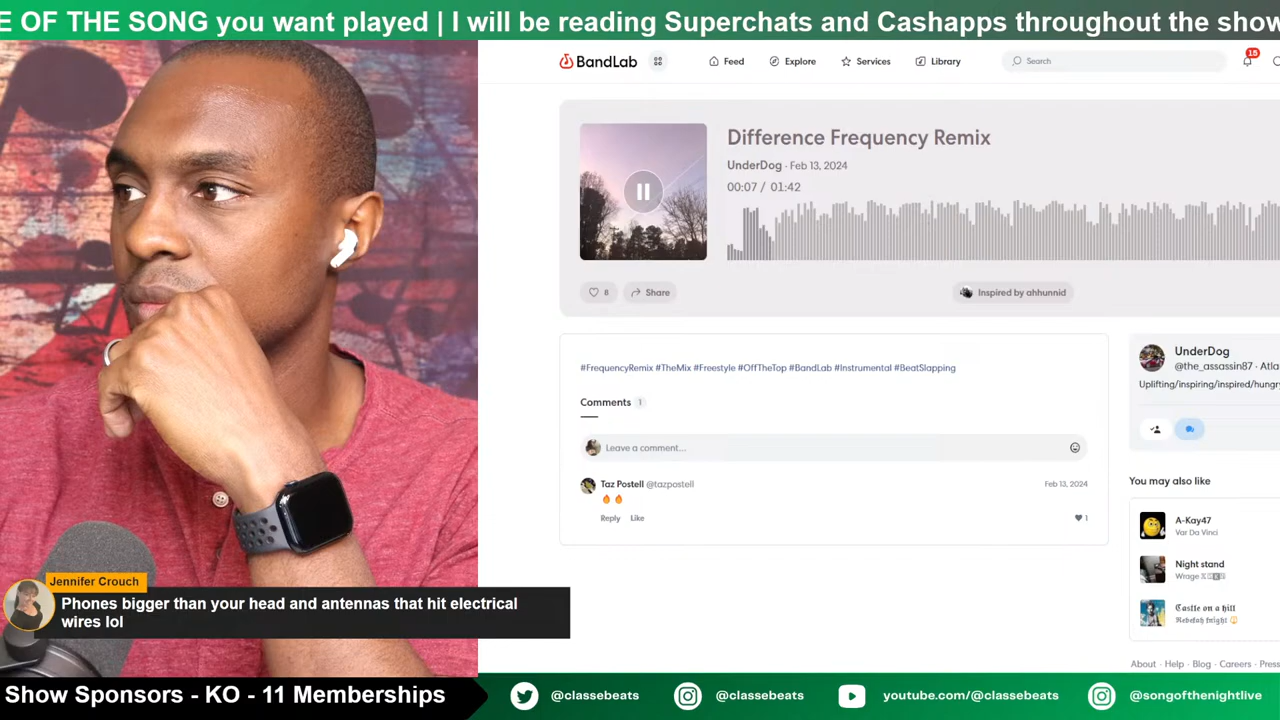 E OF THE SONG you want played | I will be reading Superchats and Cashapps throughout the show
BandLab
Feed
Explore
Services
Library
Search
15
Difference Frequency Remix
UnderDog · Feb 13, 2024
00:07 / 01:42
8
Share
Inspired by ahhunnid
#FrequencyRemix #TheMix #Freestyle #OffTheTop #BandLab #Instrumental #BeatSlapping
Comments 1
Leave a comment...
Taz Postell @tazpostell
Feb 13, 2024
🔥 🔥
Reply Like
1
UnderDog
@the_assassin87 · Atla
Uplifting/inspiring/inspired/hungr
You may also like
A-Kay47
Var Da Vinci
Night stand
Wrage
Castle on a hill
About · Help · Blog · Careers · Press
Jennifer Crouch
Phones bigger than your head and antennas that hit electrical
wires lol
Show Sponsors - KO - 11 Memberships
@classebeats
@classebeats
youtube.com/@classebeats
@songofthenightlive